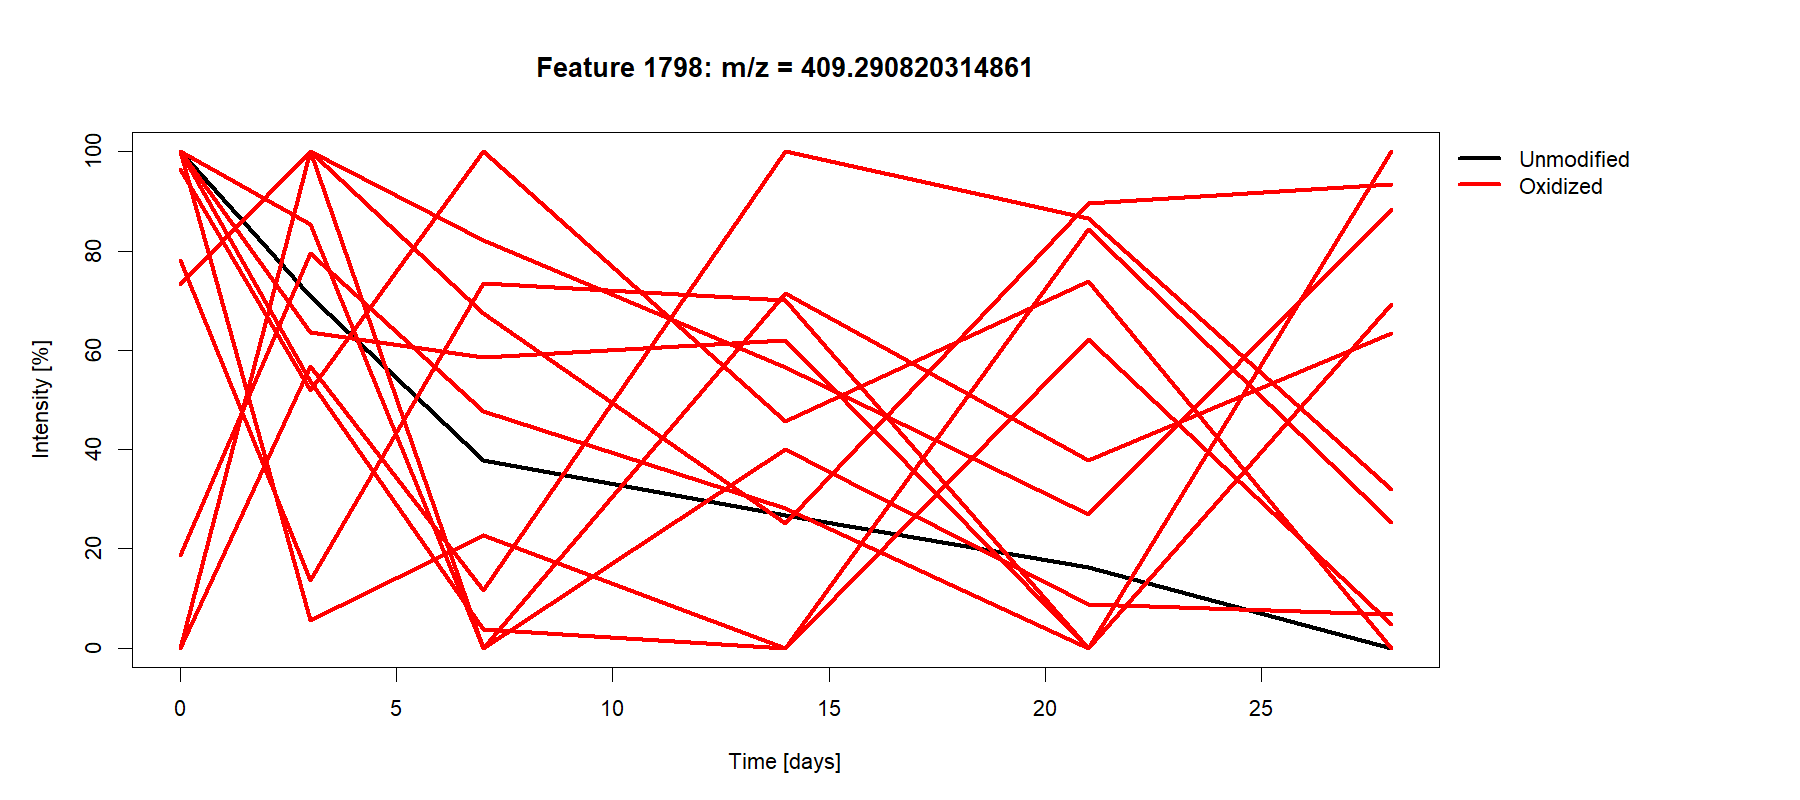 Feature 1798: m/z = 409.290820314861
Unmodified
Oxidized
Intensity [%]
100
80
60
40
20
0
0 5 10 15 20 25
Time [days]